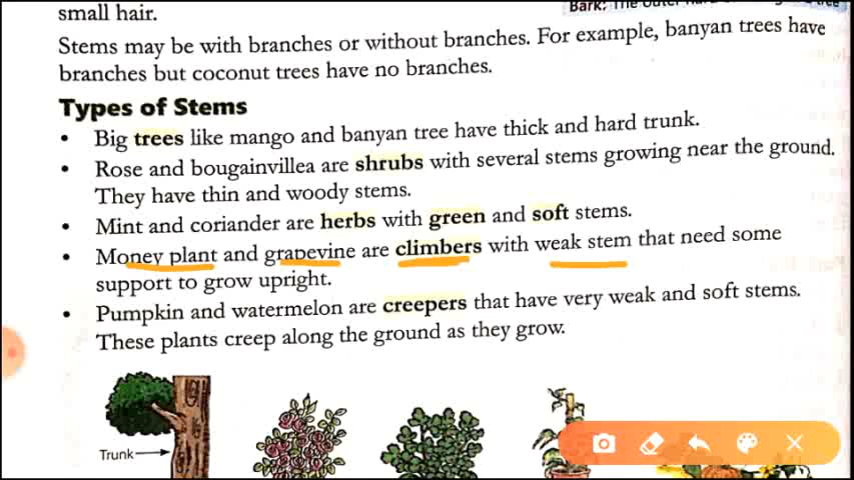 small hair.
Bark: The outer hard
Stems may be with branches or without branches. For example, banyan trees have
branches but coconut trees have no branches.
Types of Stems
• Big trees like mango and banyan tree have thick and hard trunk.
• Rose and bougainvillea are shrubs with several stems growing near the ground.
They have thin and woody stems.
• Mint and coriander are herbs with green and soft stems.
• Money plant and grapevine are climbers with weak stem that need some
support to grow upright.
• Pumpkin and watermelon are creepers that have very weak and soft stems.
These plants creep along the ground as they grow.
Trunk